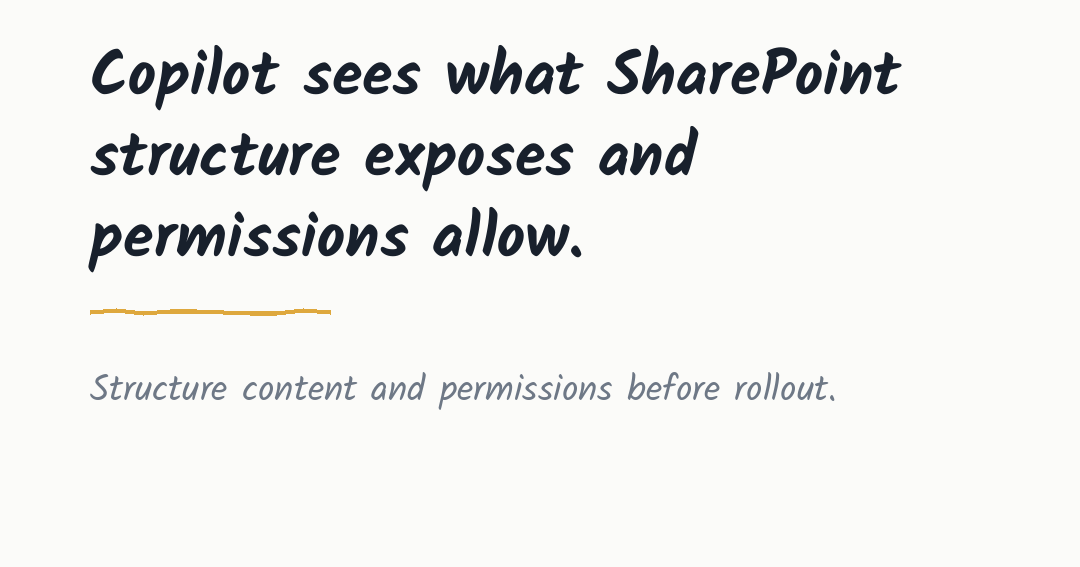 Copilot sees what SharePoint
structure exposes and
permissions allow.
Structure content and permissions before rollout.